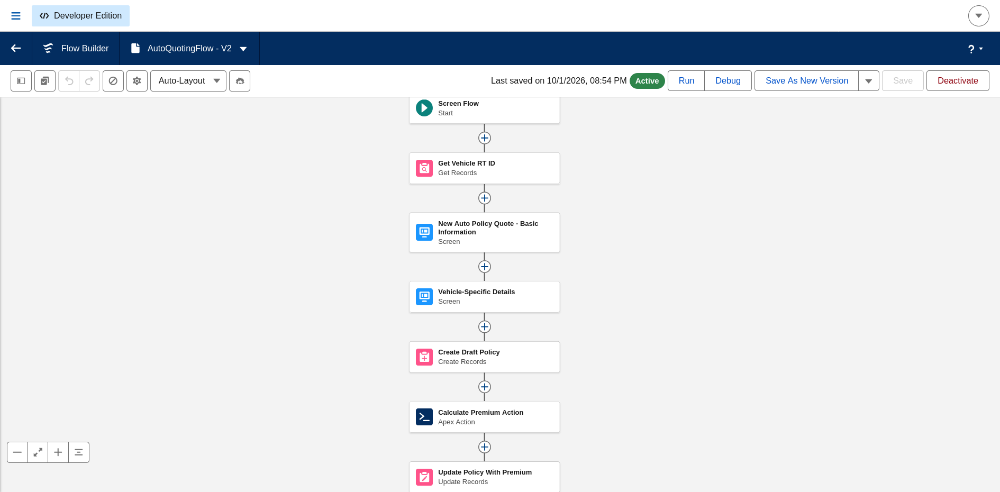 Developer Edition
Flow Builder
AutoQuotingFlow - V2
?
Auto-Layout
Last saved on 10/1/2026, 08:54 PM
Active
Run
Debug
Save As New Version
Save
Deactivate
Screen Flow
Start
Get Vehicle RT ID
Get Records
New Auto Policy Quote - Basic
Information
Screen
Vehicle-Specific Details
Screen
Create Draft Policy
Create Records
Calculate Premium Action
Apex Action
Update Policy With Premium
Update Records